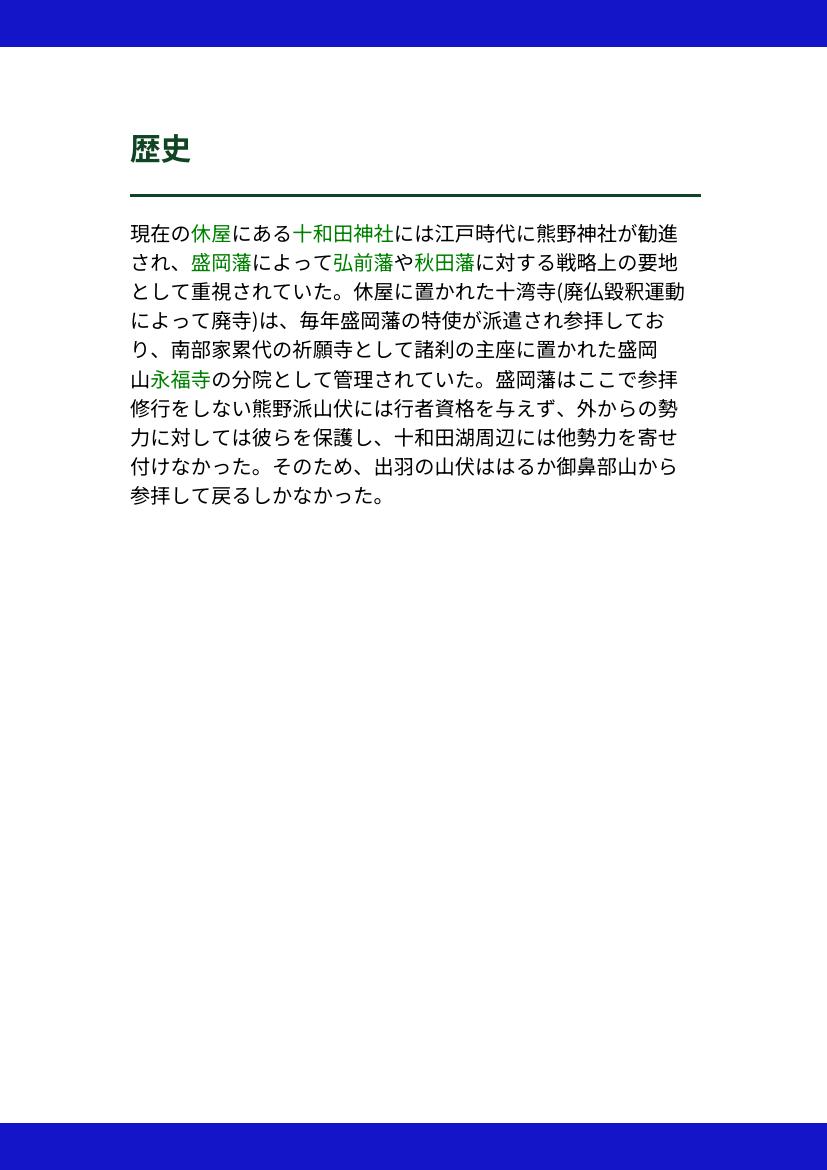 歴史
現在の休屋にある十和田神社には江戸時代に熊野神社が勧進
され、盛岡藩によって弘前藩や秋田藩に対する戦略上の要地
として重視されていた。休屋に置かれた十湾寺(廃仏毀釈運動
によって廃寺)は、毎年盛岡藩の特使が派遣され参拝してお
り、南部家累代の祈願寺として諸刹の主座に置かれた盛岡
山永福寺の分院として管理されていた。盛岡藩はここで参拝
修行をしない熊野派山伏には行者資格を与えず、外からの勢
力に対しては彼らを保護し、十和田湖周辺には他勢力を寄せ
付けなかった。そのため、出羽の山伏ははるか御鼻部山から
参拝して戻るしかなかった。